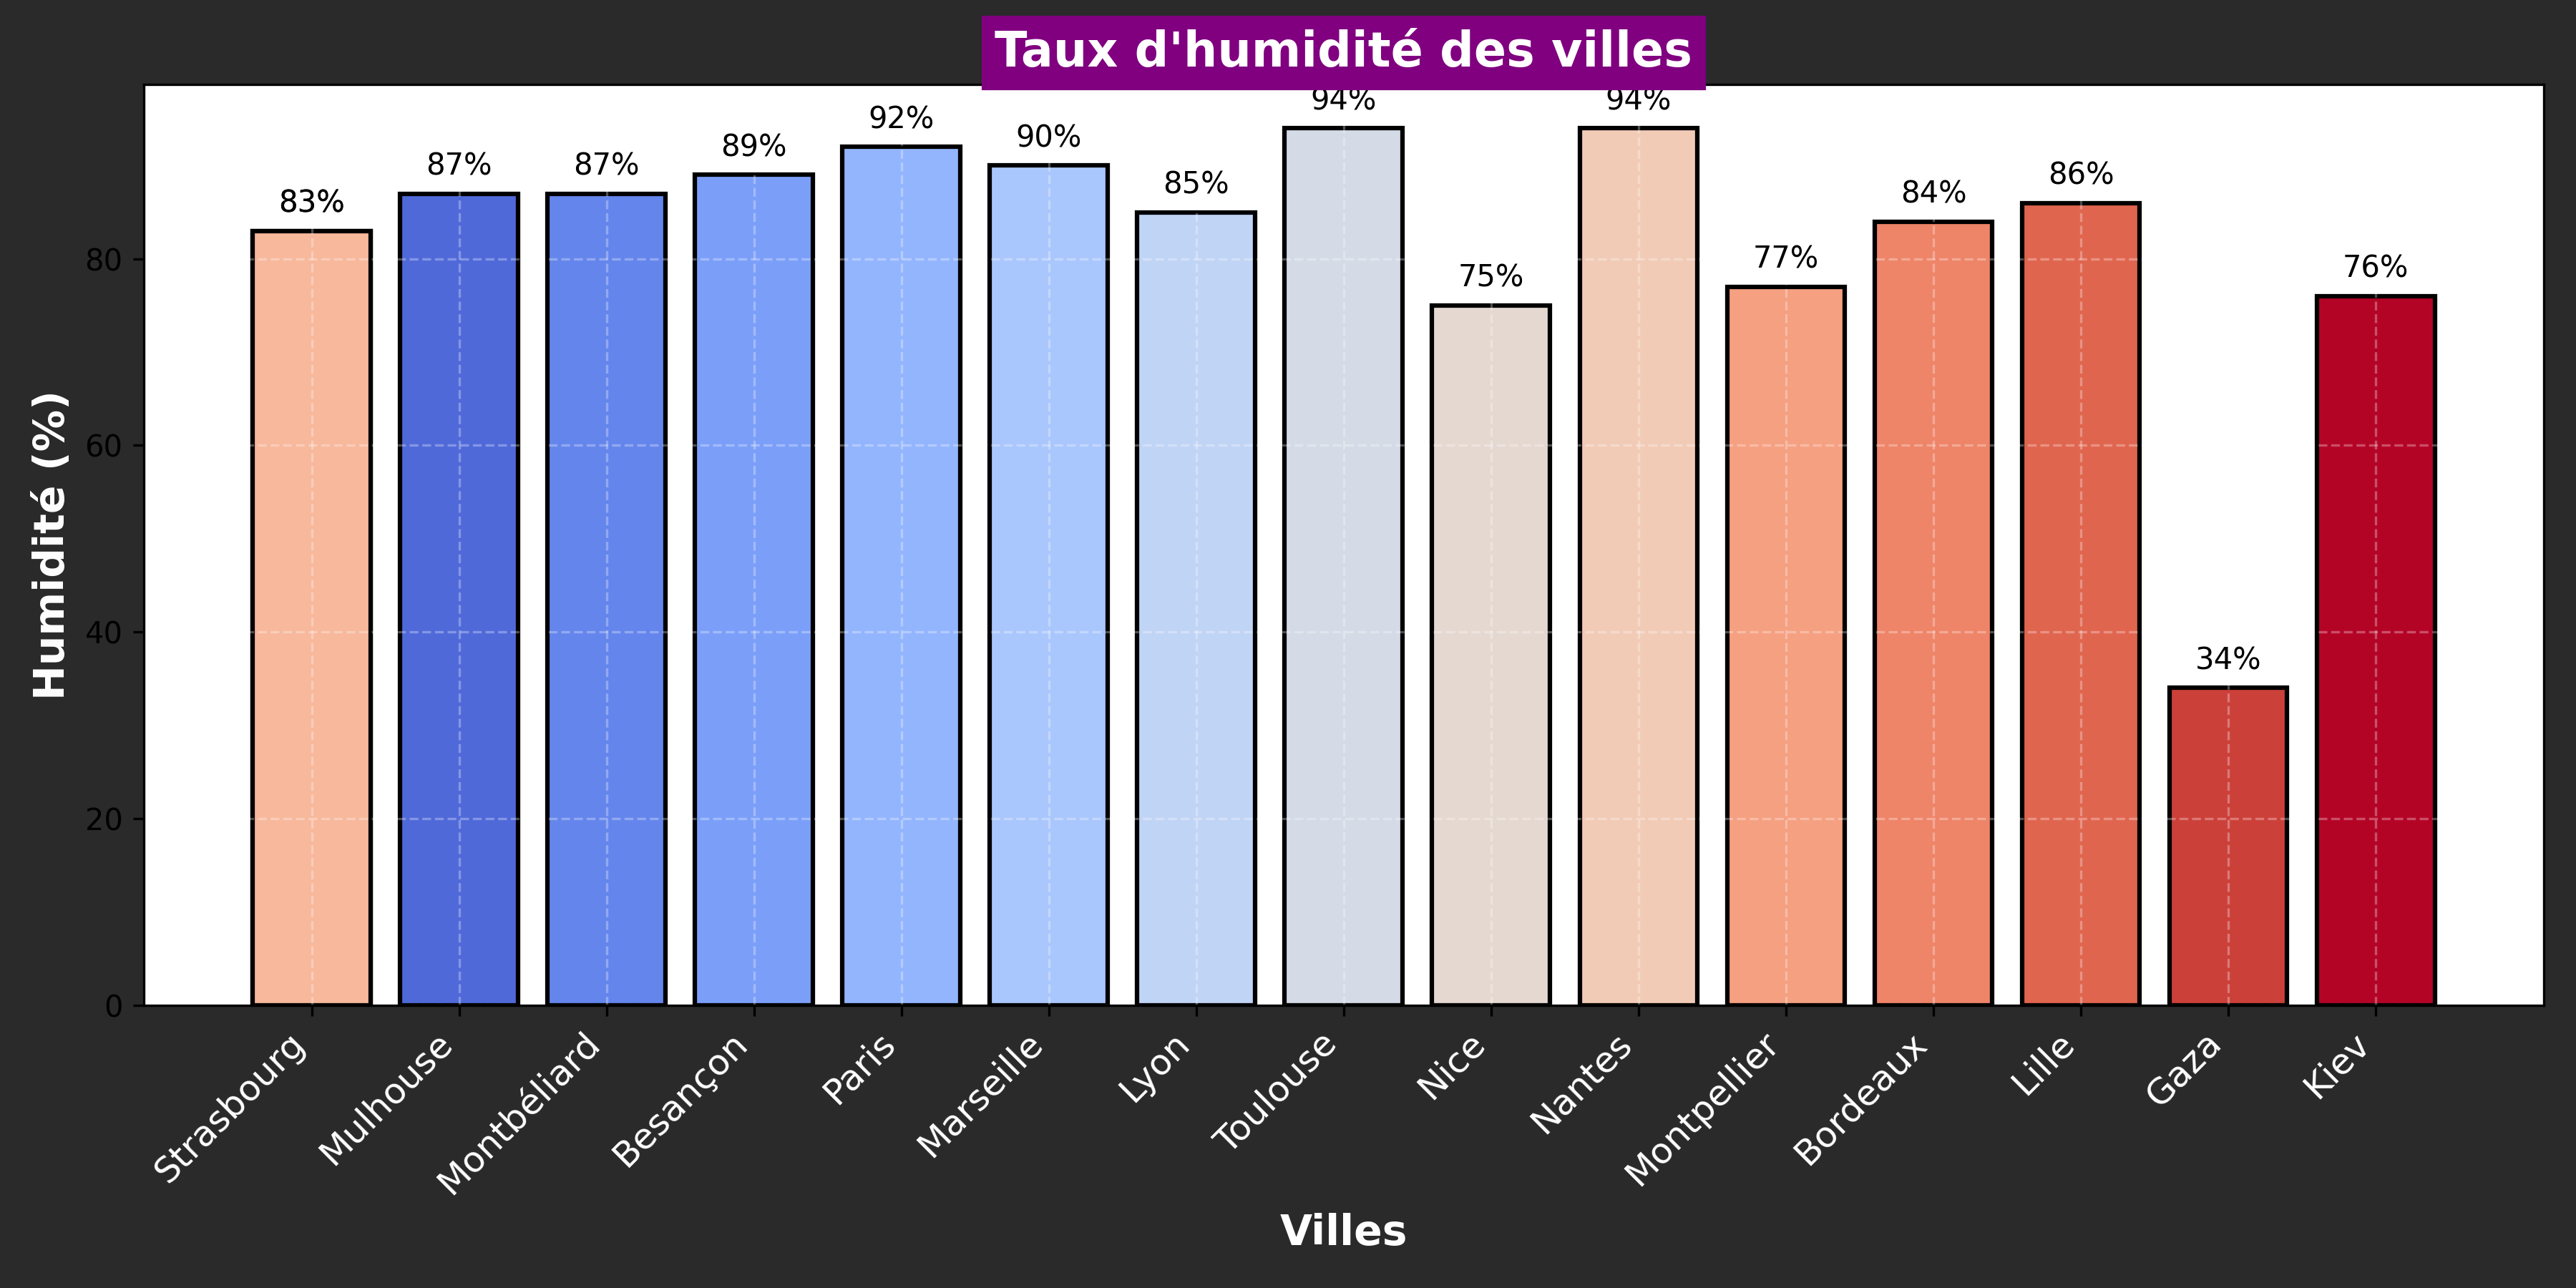 Taux d'humidité des villes
83%
87%
87%
89%
92%
90%
85%
94%
75%
94%
77%
84%
86%
34%
76%
Humidité (%)
80
60
40
20
0
Strasbourg
Mulhouse
Montbéliard
Besançon
Paris
Marseille
Lyon
Toulouse
Nice
Nantes
Montpellier
Bordeaux
Lille
Gaza
Kiev
Villes